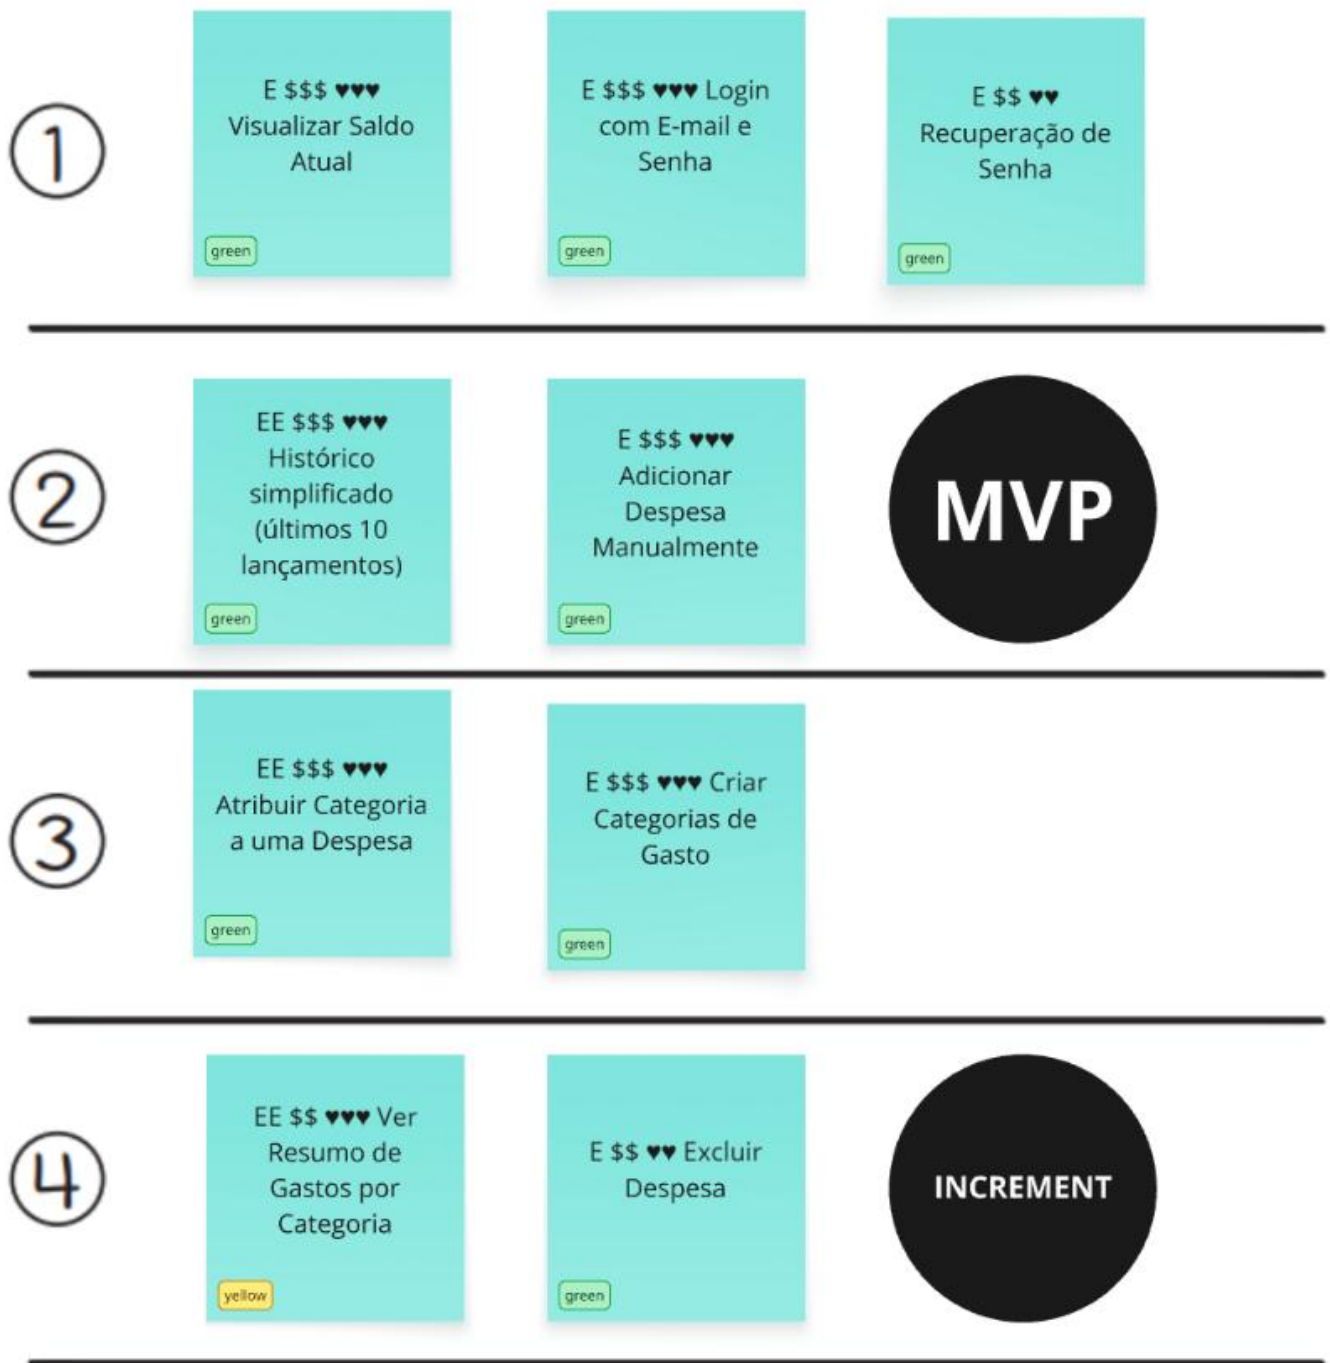 1
E $$$ ♥♥♥
Visualizar Saldo
Atual
green
E $$$ ♥♥♥ Login
com E-mail e
Senha
green
E $$ ♥♥
Recuperação de
Senha
green
2
EE $$$ ♥♥♥
Histórico
simplificado
(últimos 10
lançamentos)
green
E $$$ ♥♥♥
Adicionar
Despesa
Manualmente
green
MVP
3
EE $$$ ♥♥♥
Atribuir Categoria
a uma Despesa
green
E $$$ ♥♥♥ Criar
Categorias de
Gasto
green
4
EE $$ ♥♥♥ Ver
Resumo de
Gastos por
Categoria
yellow
E $$ ♥♥ Excluir
Despesa
green
INCREMENT